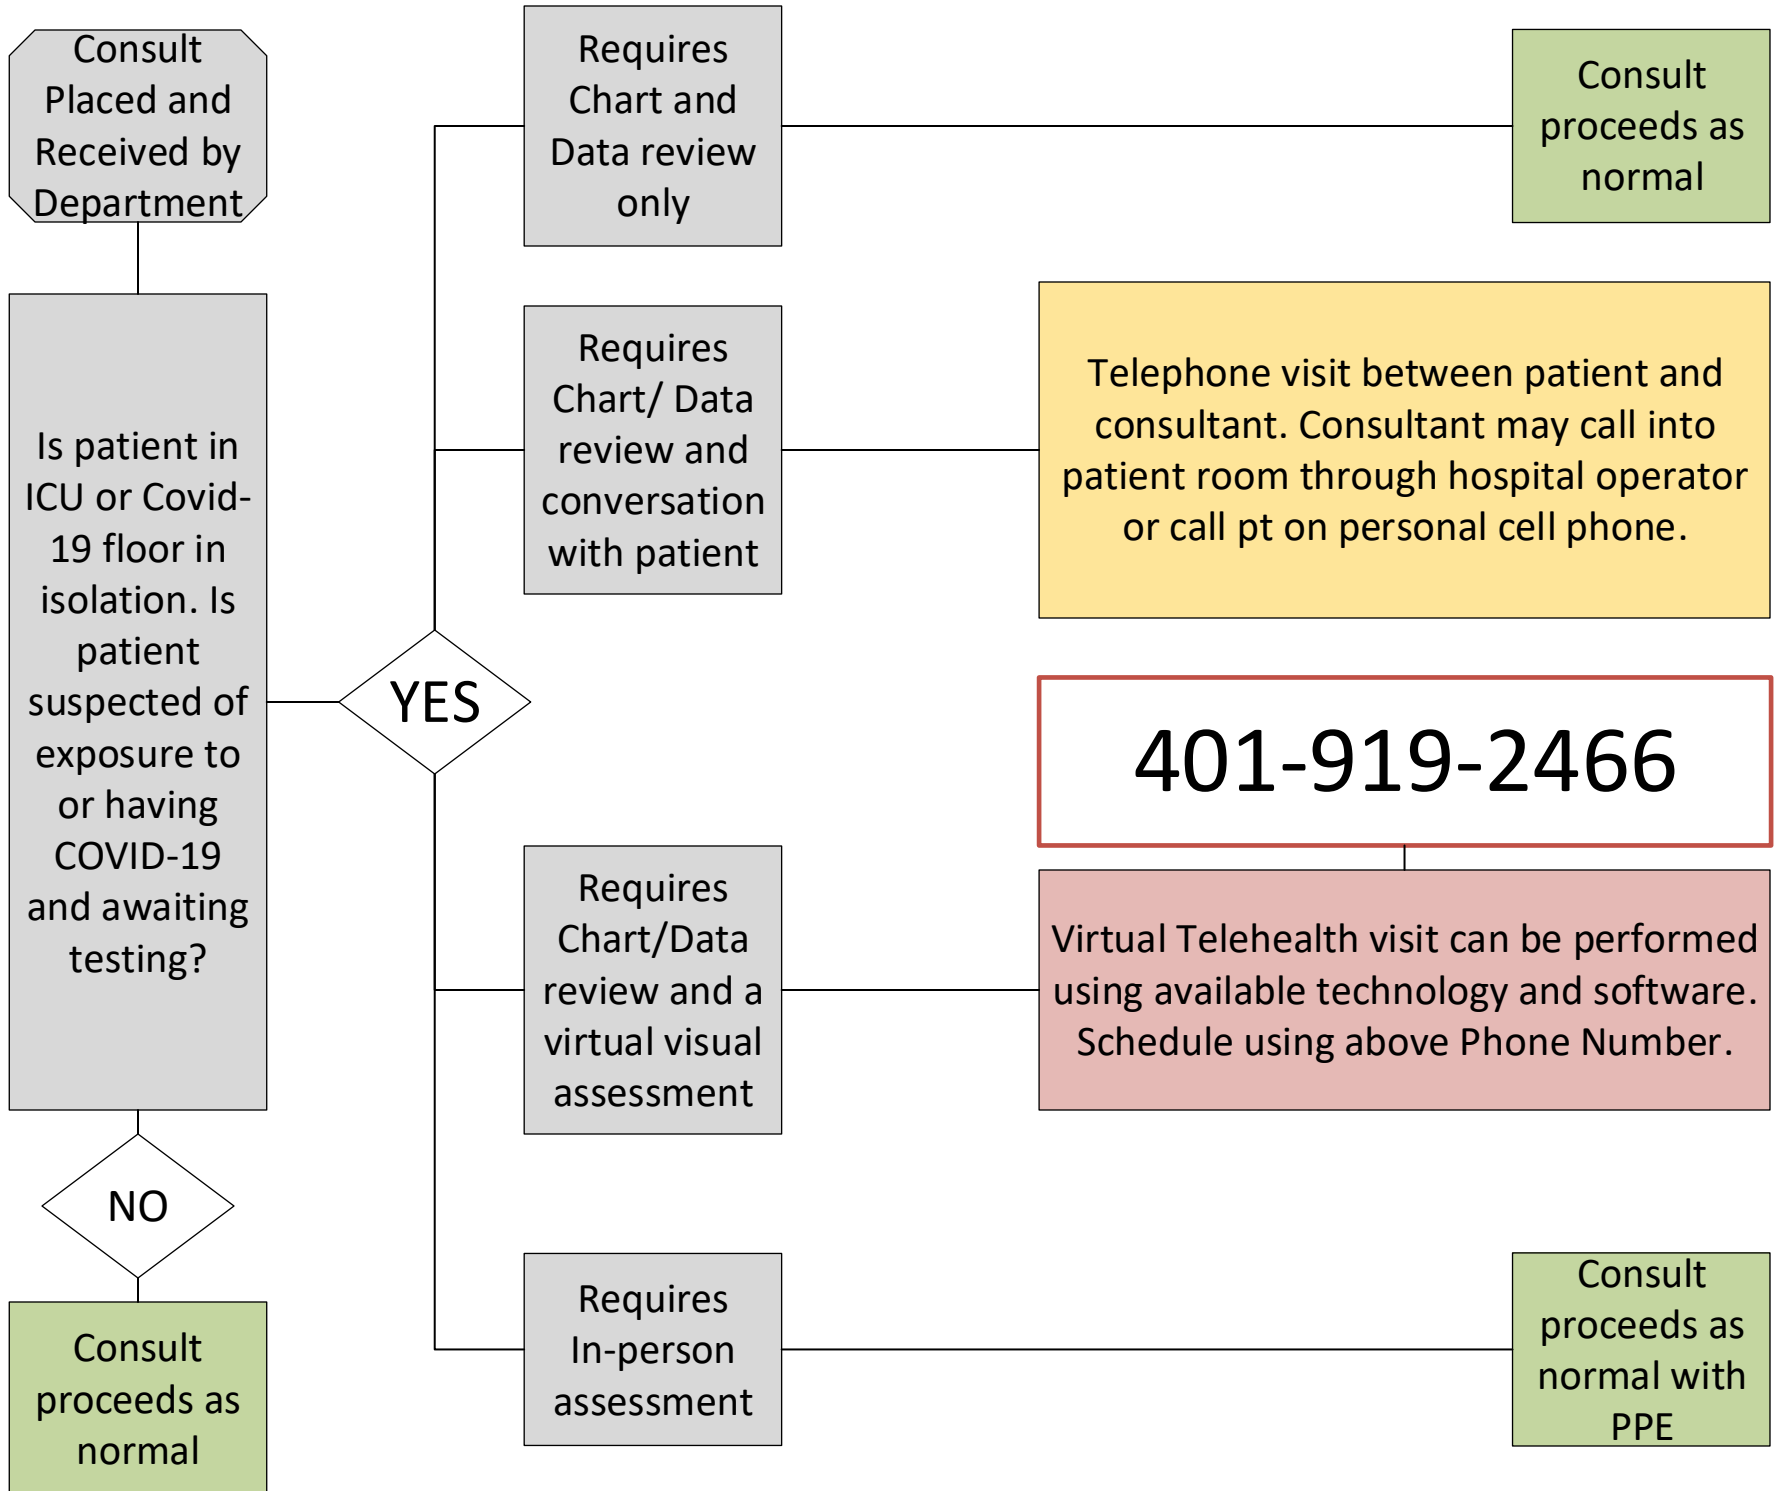 Consult
Placed and
Received by
Department
Is patient in
ICU or Covid-
19 floor in
isolation. Is
patient
suspected of
exposure to
or having
COVID-19
and awaiting
testing?
NO
Consult
proceeds as
normal
YES
Requires
Chart and
Data review
only
Consult
proceeds as
normal
Requires
Chart/ Data
review and
conversation
with patient
Telephone visit between patient and
consultant. Consultant may call into
patient room through hospital operator
or call pt on personal cell phone.
Requires
Chart/Data
review and a
virtual visual
assessment
401-919-2466
Virtual Telehealth visit can be performed
using available technology and software.
Schedule using above Phone Number.
Requires
In-person
assessment
Consult
proceeds as
normal with
PPE